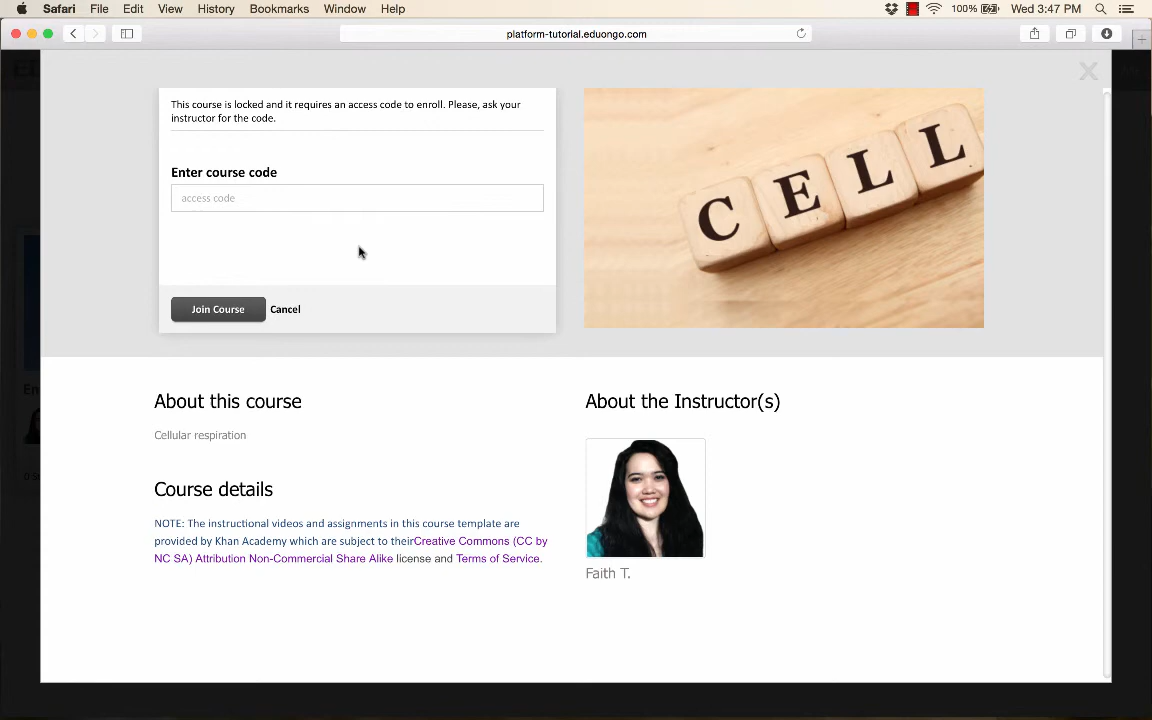 Safari File Edit View History Bookmarks Window Help 100% Wed 3:47 PM
platform-tutorial.eduongo.com
X
This course is locked and it requires an access code to enroll. Please, ask your
instructor for the code.
Enter course code
access code
Join Course Cancel
CELL
About this course
Cellular respiration
Course details
NOTE: The instructional videos and assignments in this course template are
provided by Khan Academy which are subject to theirCreative Commons (CC by
NC SA) Attribution Non-Commercial Share Alike license and Terms of Service.
About the Instructor(s)
Faith T.
En